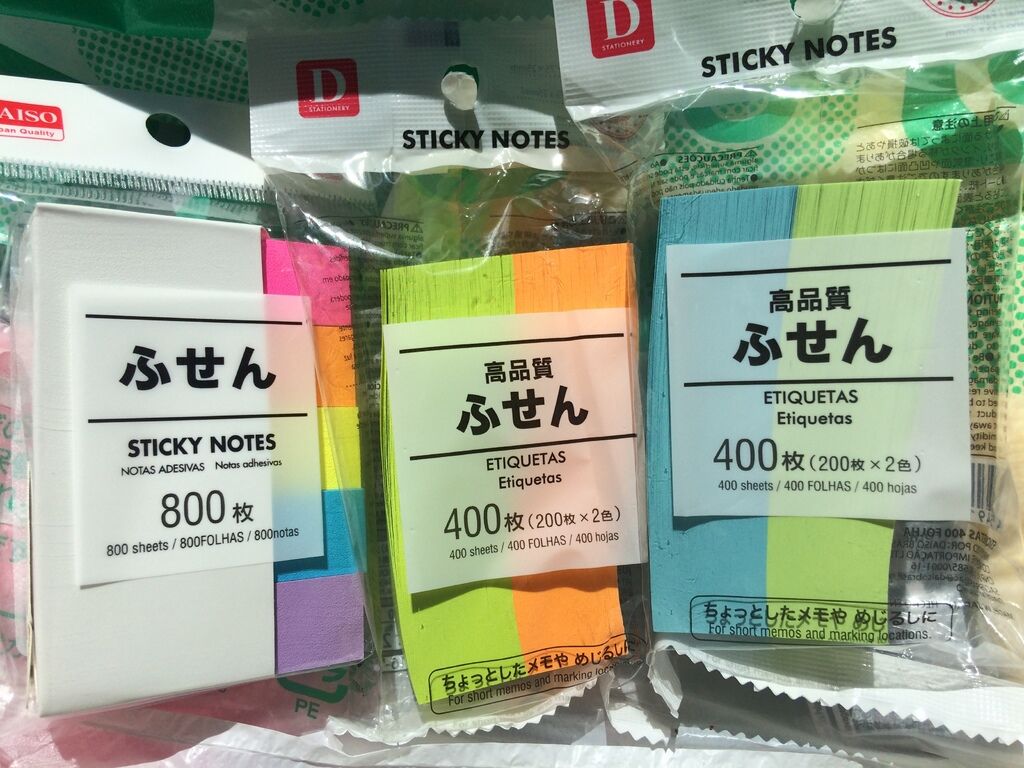 AISO
an Quality
ふせん
STICKY NOTES
NOTAS ADESIVAS Notas adhesivas
800枚
800 sheets / 800FOLHAS / 800notas
PE
D
STATIONERY
STICKY NOTES
高品質
ふせん
ETIQUETAS
Etiquetas
400枚(200枚×2色)
400 sheets / 400 FOLHAS / 400 hojas
ちょっとしたメモや めじるしに
For short memos and marking locations
D
STATIONERY
STICKY NOTES
高品質
ふせん
ETIQUETAS
Etiquetas
400枚(200枚×2色)
400 sheets / 400 FOLHAS / 400 hojas
ちょっとしたメモや めじるしに
For short memos and marking locations.